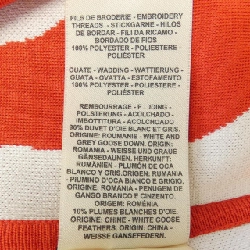 FILS DE BRODERIE - EMBROIDERY
THREADS - STICKGARNE - HILOS
DE BORDAR - FILI DA RICAMO
BORDADO DE FIOS
100% POLYESTER - POLIESTERE
POLIÉSTER
OUATE - WADDING - WATTIERUNG
GUATA - OVATTA - ESTOFAMENTO
100% POLYESTER - POLIESTERE
POLIÉSTER
REMBOURRAGE - FILLING -
POLSTERUNG - ACOLCHADO -
IMBOTTITURA - ACOLCHOADO
90% DUVET D'OIE BLANC ET GRIS.
ORIGINE: ROUMANIE - WHITE AND
GREY GOOSE DOWN. ORIGIN:
ROMANIA - WEISSE UND GRAUE
GÄNSEDAUNEN. HERKUNFT:
RUMÄNIEN - PLUMÓN DE OCA
BLANCO Y GRIS. ORIGEN: RUMANIA
- PIUMINO D'OCA BIANCO E GRIGIO.
ORIGINE: ROMANIA - PENUGEM DE
GANSO BRANCO E CINZENTO.
ORIGEM: ROMÉNIA.
10% PLUMES BLANCHES D'OIES.
ORIGINE: CHINE - WHITE GOOSE
FEATHERS. ORIGIN: CHINA -
WEISSE GÄNSEFEDERN.